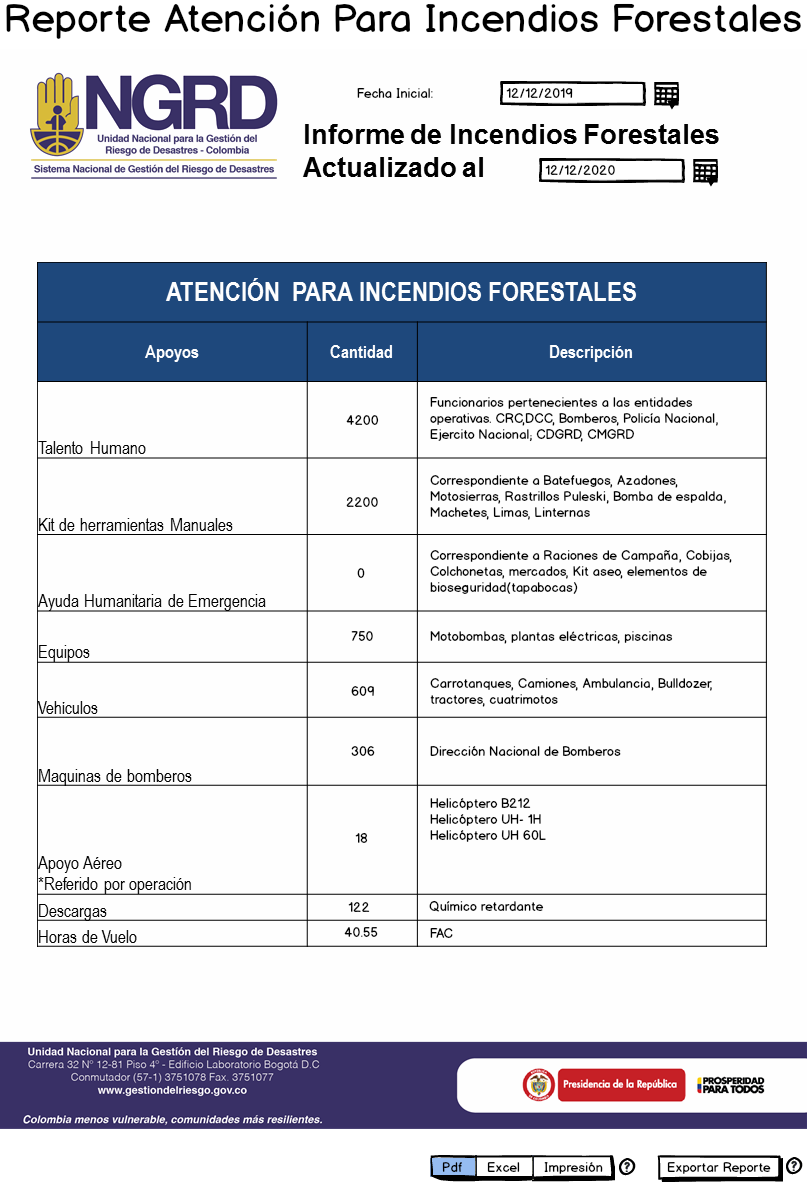 Reporte Atención Para Incendios Forestales
NGRD
Unidad Nacional para la Gestión del
Riesgo de Desastres - Colombia
Sistema Nacional de Gestión del Riesgo de Desastres
Fecha Inicial:
12/12/2019
Informe de Incendios Forestales
Actualizado al
12/12/2020
ATENCIÓN PARA INCENDIOS FORESTALES
Apoyos
Cantidad
Descripción
Talento Humano
4200
Funcionarios pertenecientes a las entidades
operativas. CRC,DCC, Bomberos, Policía Nacional,
Ejercito Nacional; CDGRD, CMGRD
Kit de herramientas Manuales
2200
Correspondiente a Batefuegos, Azadones,
Motosierras, Rastrillos Puleski, Bomba de espalda,
Machetes, Limas, Linternas
Ayuda Humanitaria de Emergencia
0
Correspondiente a Raciones de Campaña, Cobijas,
Colchonetas, mercados, Kit aseo, elementos de
bioseguridad(tapabocas)
Equipos
750
Motobombas, plantas eléctricas, piscinas
Vehiculos
609
Carrotanques, Camiones, Ambulancia, Bulldozer,
tractores, cuatrimotos
Maquinas de bomberos
306
Dirección Nacional de Bomberos
Apoyo Aéreo
*Referido por operación
18
Helicóptero B212
Helicóptero UH- 1H
Helicóptero UH 60L
Descargas
122
Químico retardante
Horas de Vuelo
40.55
FAC
Unidad Nacional para la Gestión del Riesgo de Desastres
Carrera 32 Nº 12-81 Piso 4º - Edificio Laboratorio Bogotá D.C
Conmutador (57-1) 3751078 Fax. 3751077
www.gestiondelriesgo.gov.co
Colombia menos vulnerable, comunidades más resilientes.
Presidencia de la República
PROSPERIDAD
PARA TODOS
Pdf
Excel
Impresión
?
Exportar Reporte
?